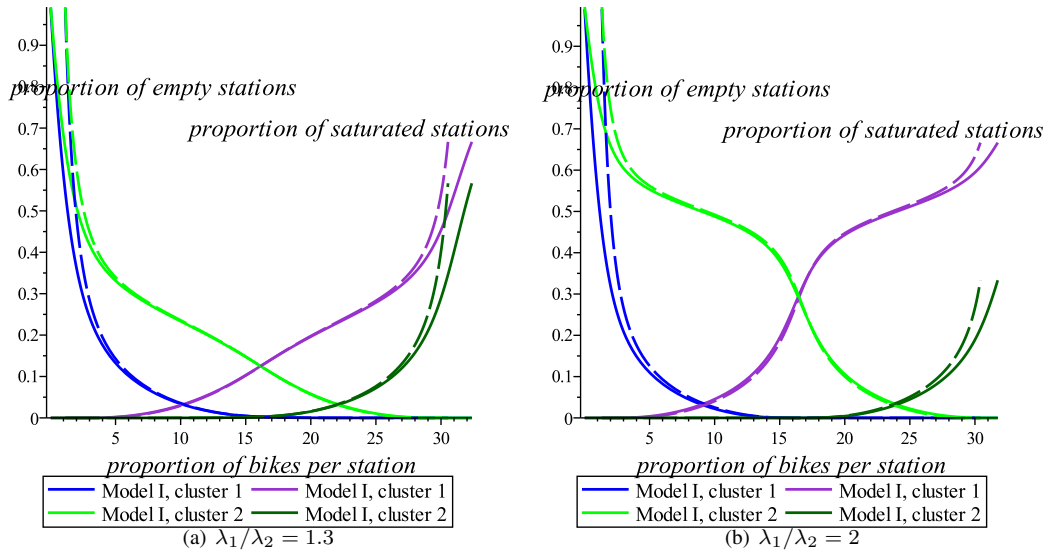 0.9
0.8
proportion of empty stations
0.7
proportion of saturated stations
0.6
0.5
0.4
0.3
0.2
0.1
0
5 10 15 20 25 30
proportion of bikes per station
Model I, cluster 1 Model I, cluster 1
Model I, cluster 2 Model I, cluster 2
(a) λ1/λ2 = 1.3
0.9
0.8
proportion of empty stations
0.7
proportion of saturated stations
0.6
0.5
0.4
0.3
0.2
0.1
0
5 10 15 20 25 30
proportion of bikes per station
Model I, cluster 1 Model I, cluster 1
Model I, cluster 2 Model I, cluster 2
(b) λ1/λ2 = 2